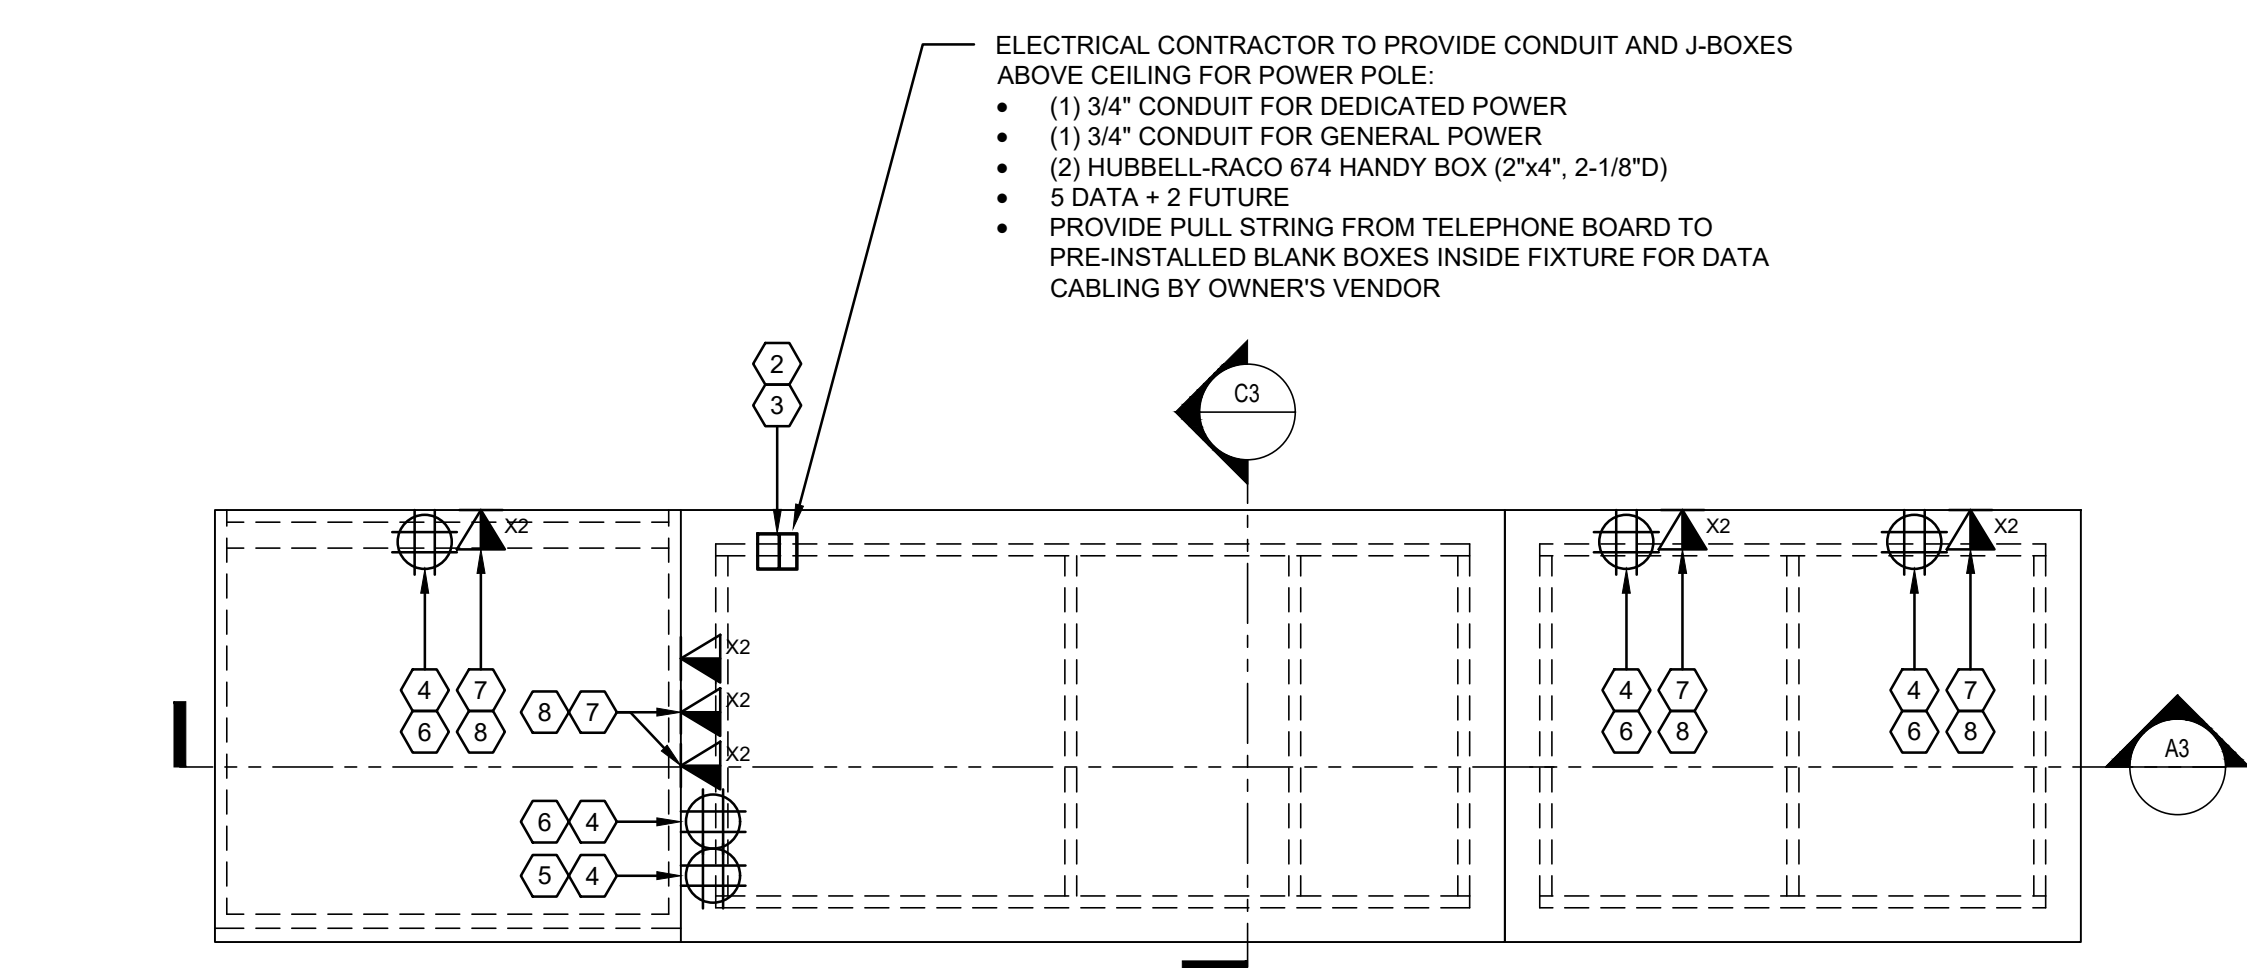 ELECTRICAL CONTRACTOR TO PROVIDE CONDUIT AND J-BOXES
ABOVE CEILING FOR POWER POLE:
• (1) 3/4" CONDUIT FOR DEDICATED POWER
• (1) 3/4" CONDUIT FOR GENERAL POWER
• (2) HUBBELL-RACO 674 HANDY BOX (2"x4", 2-1/8"D)
• 5 DATA + 2 FUTURE
• PROVIDE PULL STRING FROM TELEPHONE BOARD TO
PRE-INSTALLED BLANK BOXES INSIDE FIXTURE FOR DATA
CABLING BY OWNER'S VENDOR
2
3
C3
X2
X2
X2
X2
X2
X2
4 7
6 8
8 7
4 7
6 8
4 7
6 8
A3
6 4
5 4